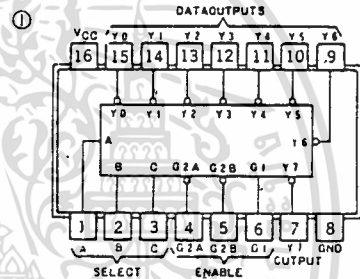 ①
DATA OUTPUTS
VCC Y0 Y1 Y2 Y3 Y4 Y5 Y6
16 15 14 13 12 11 10 9
Y0 Y1 Y2 Y3 Y4 Y5
A Y6
B C G2A G2B G1 Y7
1 2 3 4 5 6 7 8
A B C G2A G2B G1 Y7 GND
SELECT ENABLE OUTPUT